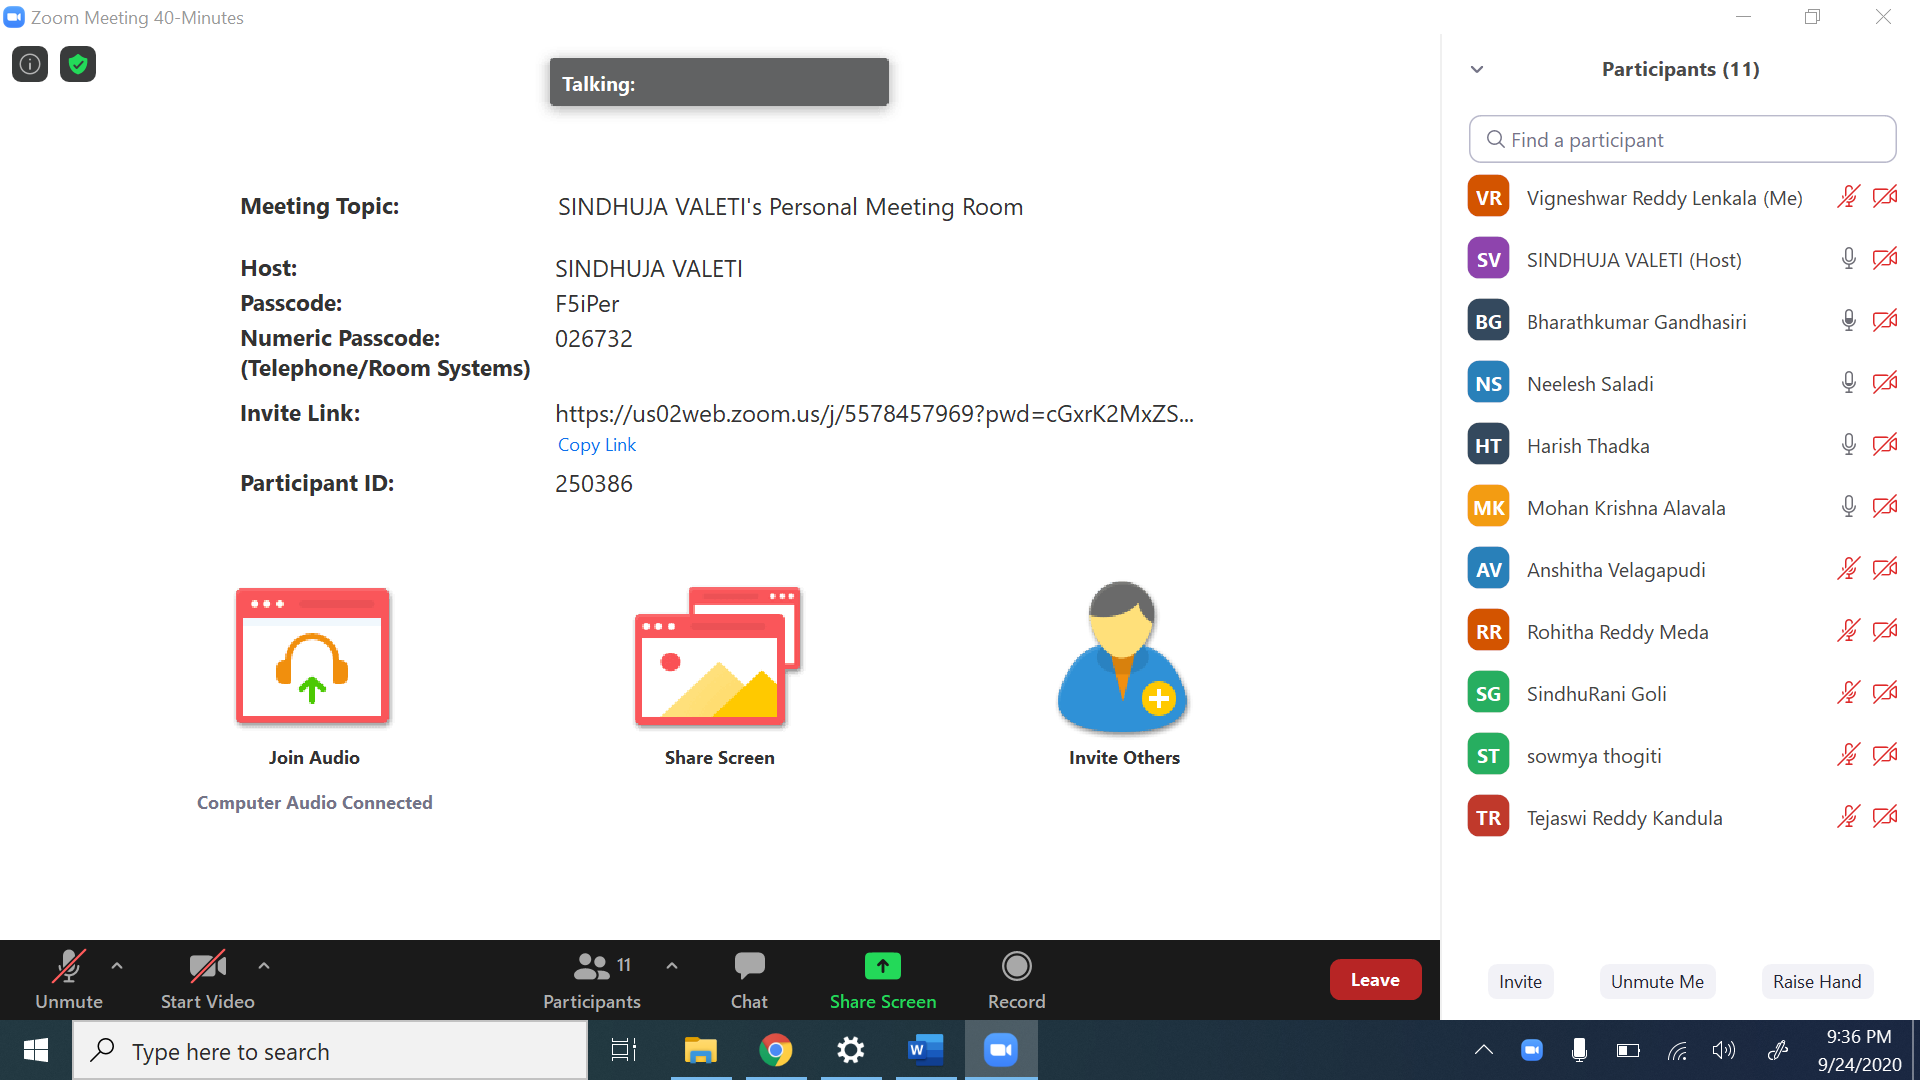 Zoom Meeting 40-Minutes
Talking:
Meeting Topic: SINDHUJA VALETI's Personal Meeting Room
Host: SINDHUJA VALETI
Passcode: F5iPer
Numeric Passcode: 026732
(Telephone/Room Systems)
Invite Link: https://us02web.zoom.us/j/5578457969?pwd=cGxrK2MxZS...
Copy Link
Participant ID: 250386
Join Audio
Share Screen
Invite Others
Computer Audio Connected
Participants (11)
Find a participant
VR Vigneshwar Reddy Lenkala (Me)
SV SINDHUJA VALETI (Host)
BG Bharathkumar Gandhasiri
NS Neelesh Saladi
HT Harish Thadka
MK Mohan Krishna Alavala
AV Anshitha Velagapudi
RR Rohitha Reddy Meda
SG SindhuRani Goli
ST sowmya thogiti
TR Tejaswi Reddy Kandula
Unmute
Start Video
11
Participants
Chat
Share Screen
Record
Leave
Invite
Unmute Me
Raise Hand
Type here to search
W
9:36 PM
9/24/2020